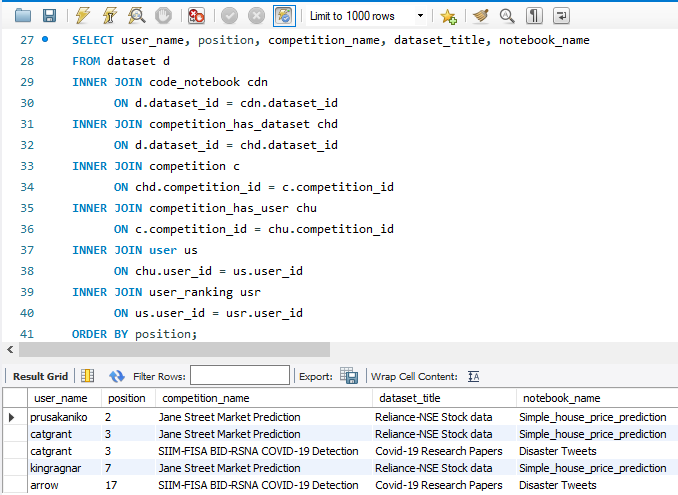 Limit to 1000 rows
27 SELECT user_name, position, competition_name, dataset_title, notebook_name
28 FROM dataset d
29 INNER JOIN code_notebook cdn
30 ON d.dataset_id = cdn.dataset_id
31 INNER JOIN competition_has_dataset chd
32 ON d.dataset_id = chd.dataset_id
33 INNER JOIN competition c
34 ON chd.competition_id = c.competition_id
35 INNER JOIN competition_has_user chu
36 ON c.competition_id = chu.competition_id
37 INNER JOIN user us
38 ON chu.user_id = us.user_id
39 INNER JOIN user_ranking usr
40 ON us.user_id = usr.user_id
41 ORDER BY position;
Result Grid Filter Rows: Export: Wrap Cell Content: IA
user_name position competition_name dataset_title notebook_name
prusakaniko 2 Jane Street Market Prediction Reliance-NSE Stock data Simple_house_price_prediction
catgrant 3 Jane Street Market Prediction Reliance-NSE Stock data Simple_house_price_prediction
catgrant 3 SIIM-FISA BID-RSNA COVID-19 Detection Covid-19 Research Papers Disaster Tweets
kingragnar 7 Jane Street Market Prediction Reliance-NSE Stock data Simple_house_price_prediction
arrow 17 SIIM-FISA BID-RSNA COVID-19 Detection Covid-19 Research Papers Disaster Tweets